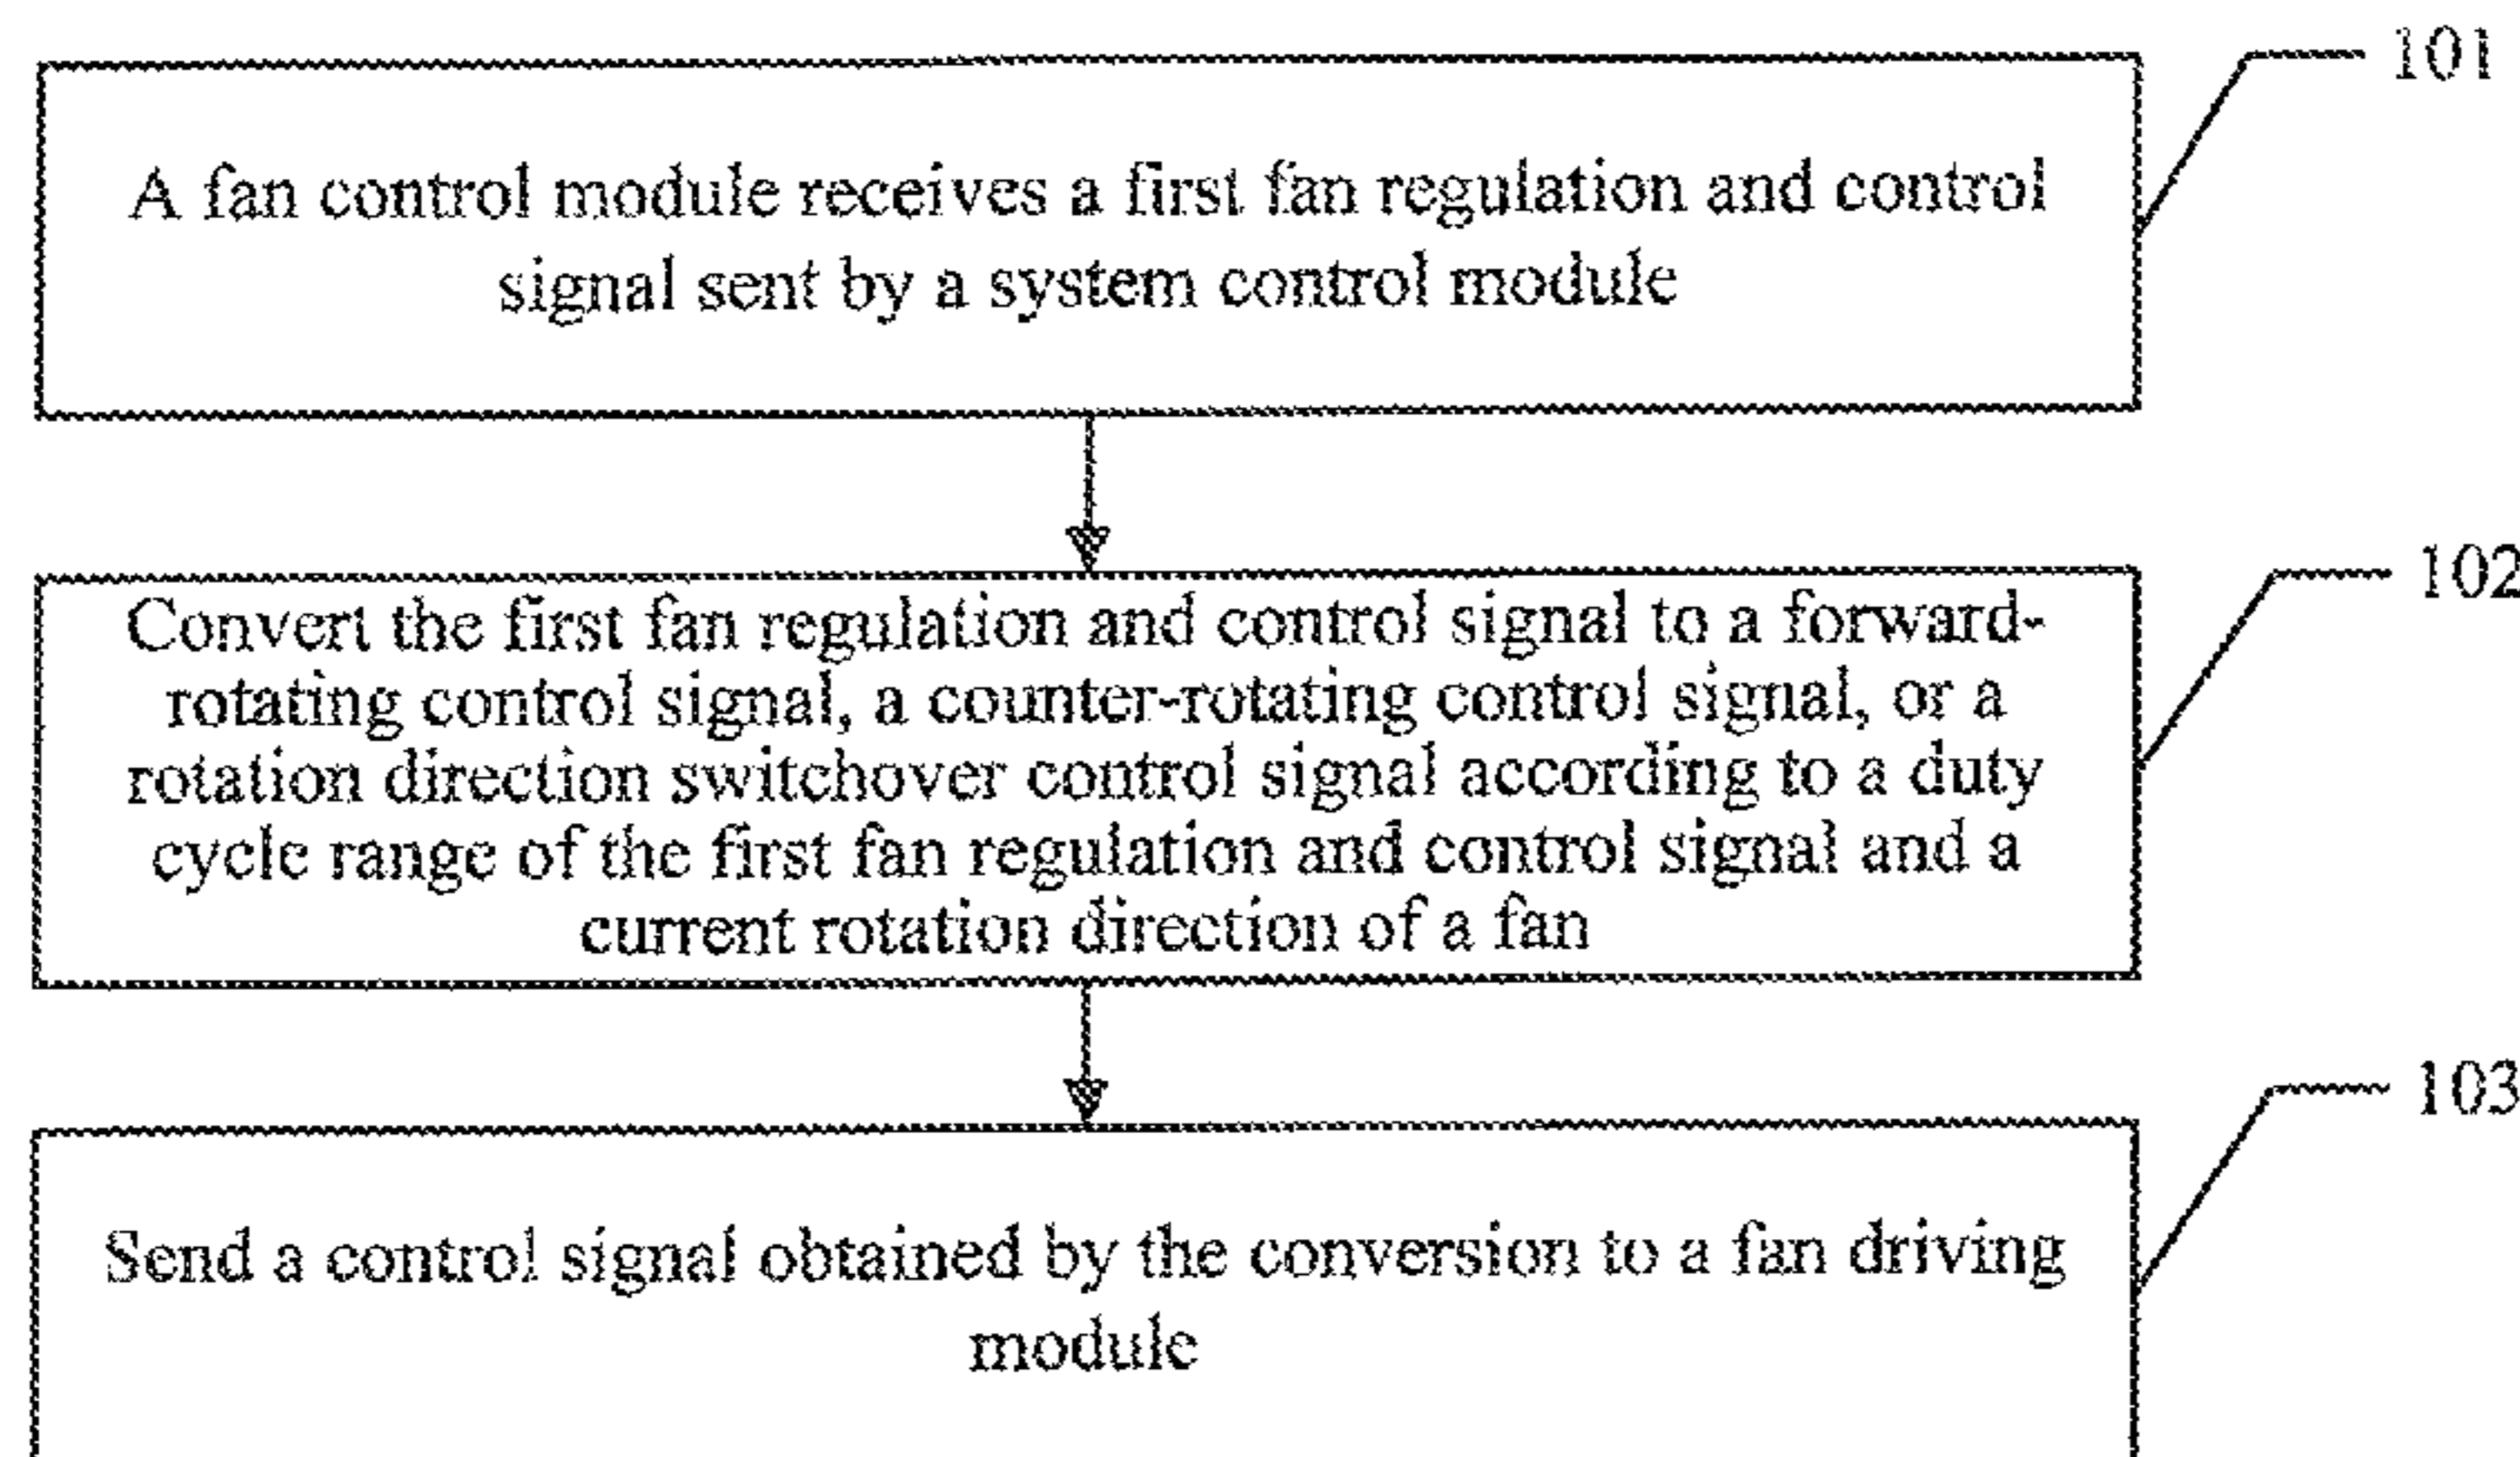 101
A fan control module receives a first fan regulation and control
signal sent by a system control module
102
Convert the first fan regulation and control signal to a forward-
rotating control signal, a counter-rotating control signal, or a
rotation direction switchover control signal according to a duty
cycle range of the first fan regulation and control signal and a
current rotation direction of a fan
103
Send a control signal obtained by the conversion to a fan driving
module